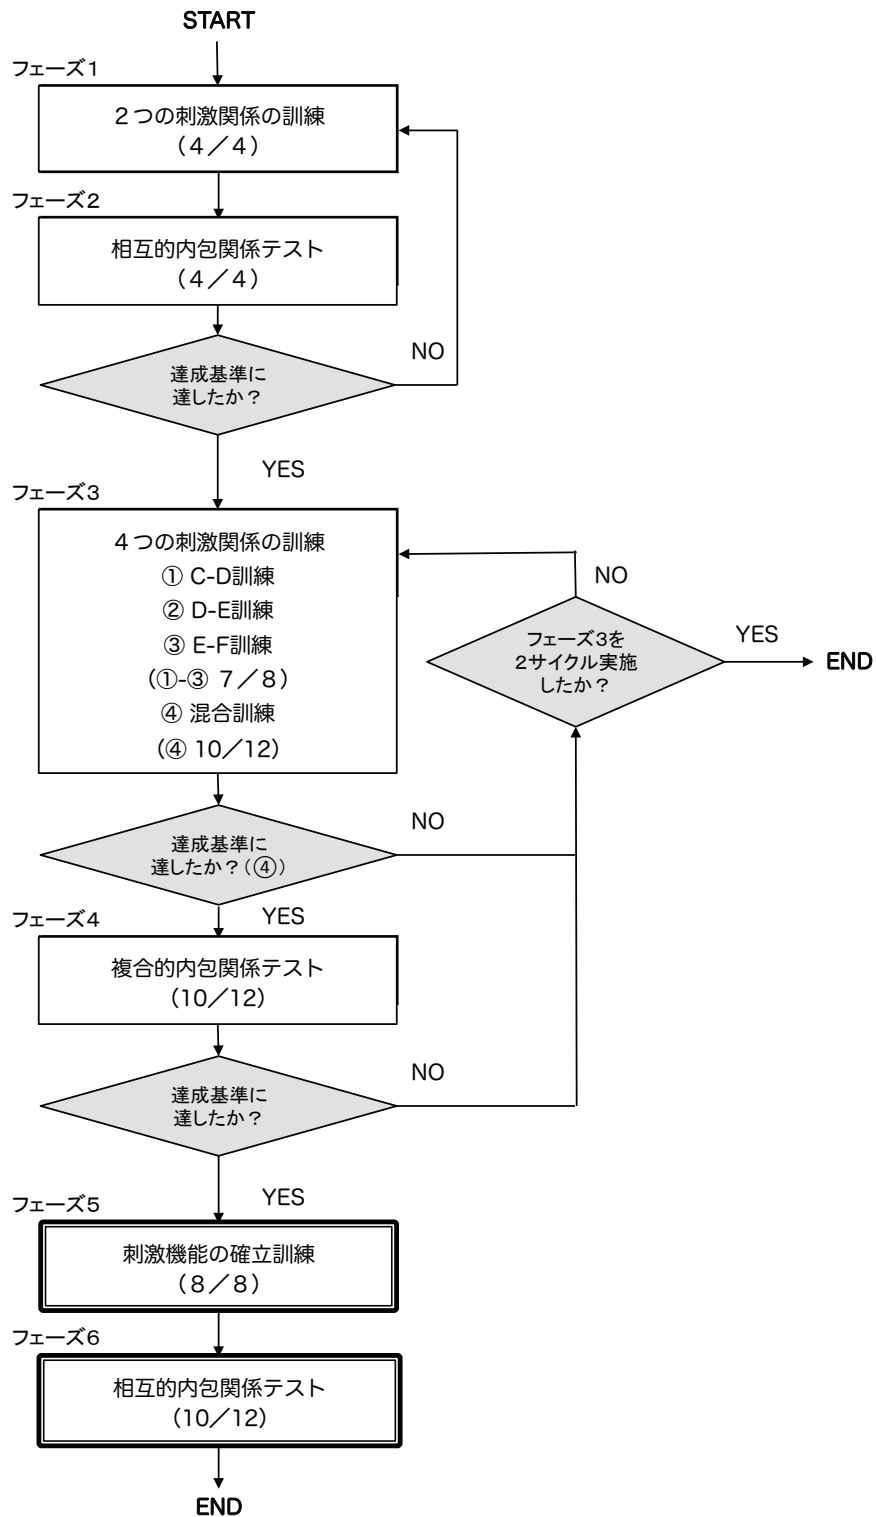 START
フェーズ1
２つの刺激関係の訓練
（４／４）
フェーズ2
相互的内包関係テスト
（４／４）
達成基準に
達したか？
NO
YES
フェーズ3
４つの刺激関係の訓練
① C-D訓練
② D-E訓練
③ E-F訓練
(①-③ ７／８)
④ 混合訓練
(④ 10／12)
NO
フェーズ3を
2サイクル実施
したか？
YES
END
達成基準に
達したか？(④)
NO
YES
フェーズ4
複合的内包関係テスト
（10／12）
達成基準に
達したか？
NO
YES
フェーズ5
刺激機能の確立訓練
（８／８）
フェーズ6
相互的内包関係テスト
（10／12）
END